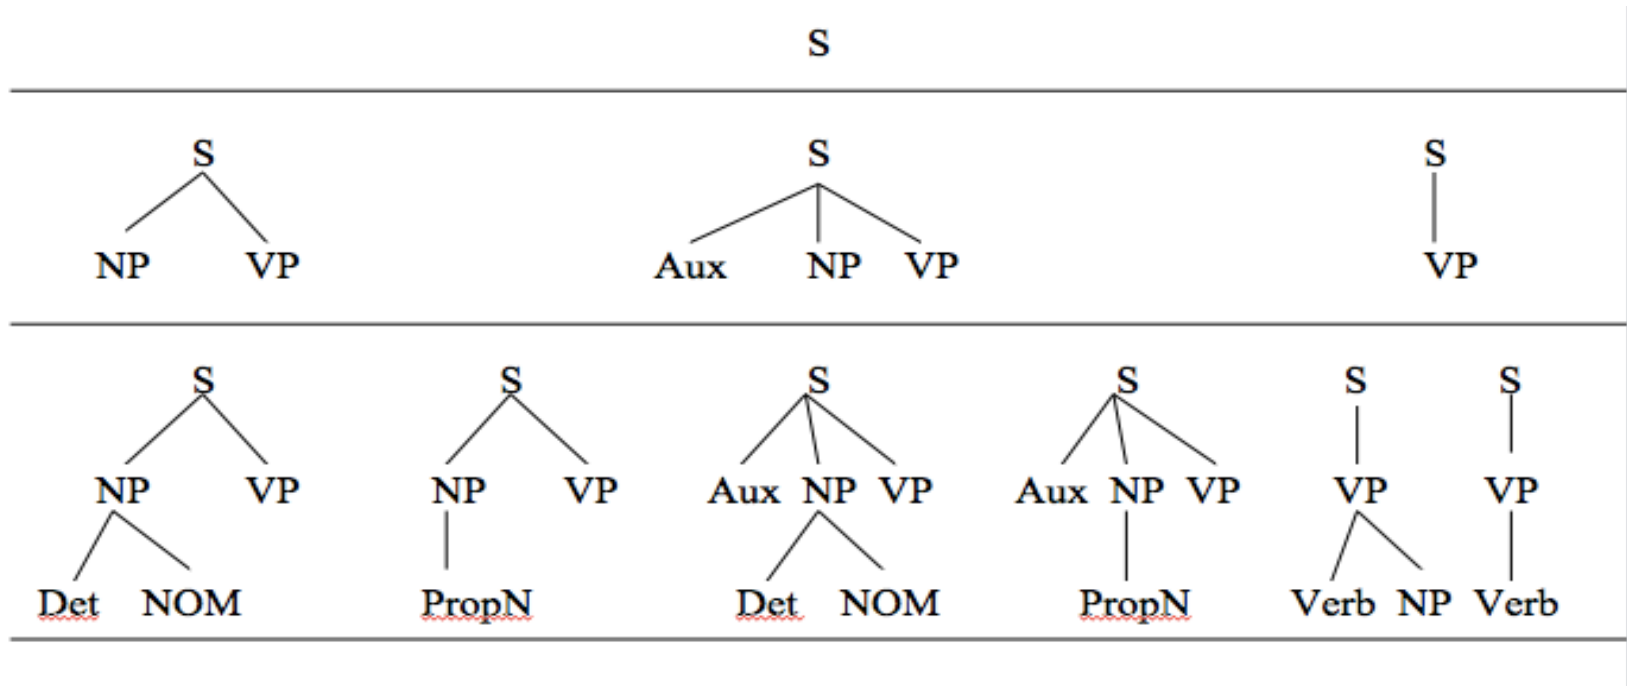 S
S S S
NP VP Aux NP VP VP
S S S S S S
NP VP NP VP Aux NP VP Aux NP VP VP VP
Det NOM PropN Det NOM PropN Verb NP Verb